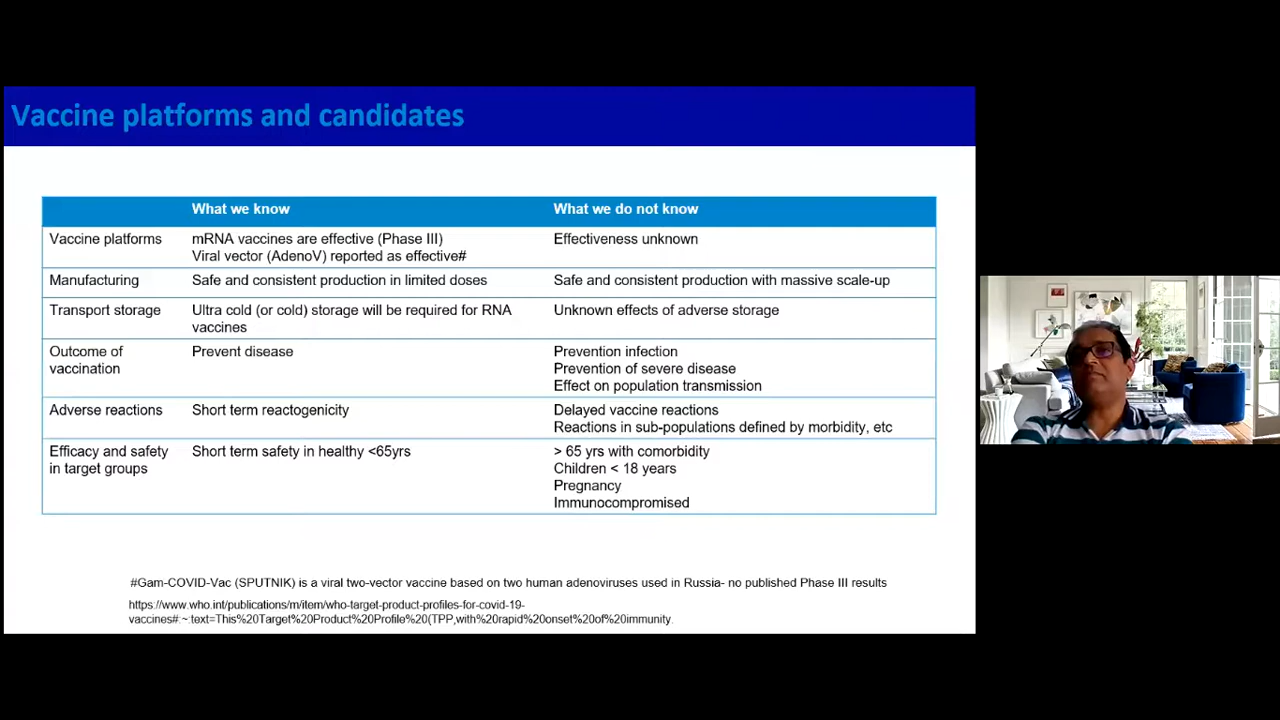 Vaccine platforms and candidates
What we know
What we do not know
Vaccine platforms
mRNA vaccines are effective (Phase III)
Viral vector (AdenoV) reported as effective#
Effectiveness unknown
Manufacturing
Safe and consistent production in limited doses
Safe and consistent production with massive scale-up
Transport storage
Ultra cold (or cold) storage will be required for RNA
vaccines
Unknown effects of adverse storage
Outcome of
vaccination
Prevent disease
Prevention infection
Prevention of severe disease
Effect on population transmission
Adverse reactions
Short term reactogenicity
Delayed vaccine reactions
Reactions in sub-populations defined by morbidity, etc
Efficacy and safety
in target groups
Short term safety in healthy <65yrs
> 65 yrs with comorbidity
Children < 18 years
Pregnancy
Immunocompromised
#Gam-COVID-Vac (SPUTNIK) is a viral two-vector vaccine based on two human adenoviruses used in Russia- no published Phase III results
https://www.who.int/publications/m/item/who-target-product-profiles-for-covid-19-
vaccines#:~:text=This%20Target%20Product%20Profile%20(TPP,with%20rapid%20onset%20of%20immunity.